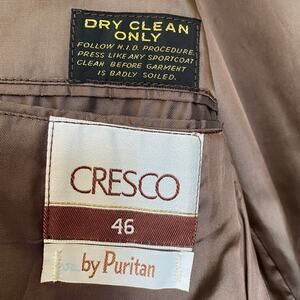 DRY CLEAN
ONLY
FOLLOW N.I.D. PROCEDURE.
PRESS LIKE ANY SPORTCOAT
CLEAN BEFORE GARMENT
IS BADLY SOILED.
CRESCO
46
by Puritan